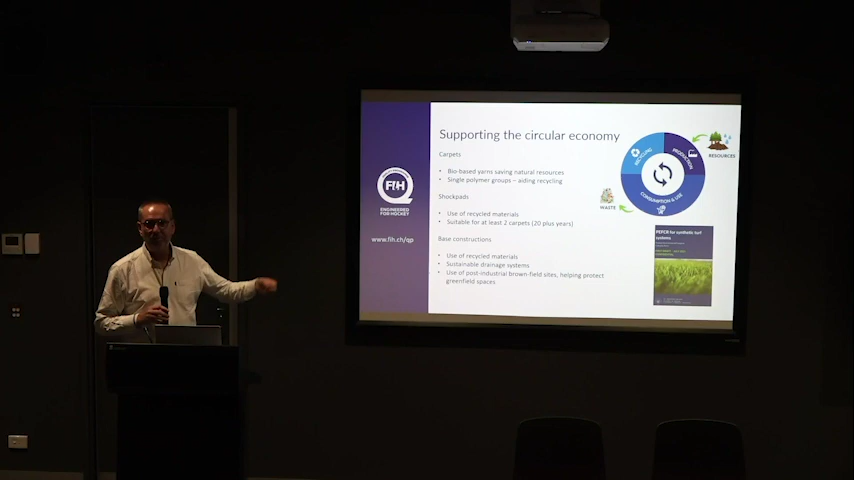 Supporting the circular economy
Carpets
• Bio-based yarns saving natural resources
• Single polymer groups – aiding recycling
Shockpads
• Use of recycled materials
• Suitable for at least 2 carpets (20 plus years)
Base constructions
• Use of recycled materials
• Sustainable drainage systems
• Use of post-industrial brown-field sites, helping protect
greenfield spaces
FIH
ENGINEERED
FOR HOCKEY
www.fih.ch/qp
RECYCLING
PRODUCTION
CONSUMPTION & USE
RESOURCES
WASTE
PEFCR for synthetic turf
systems